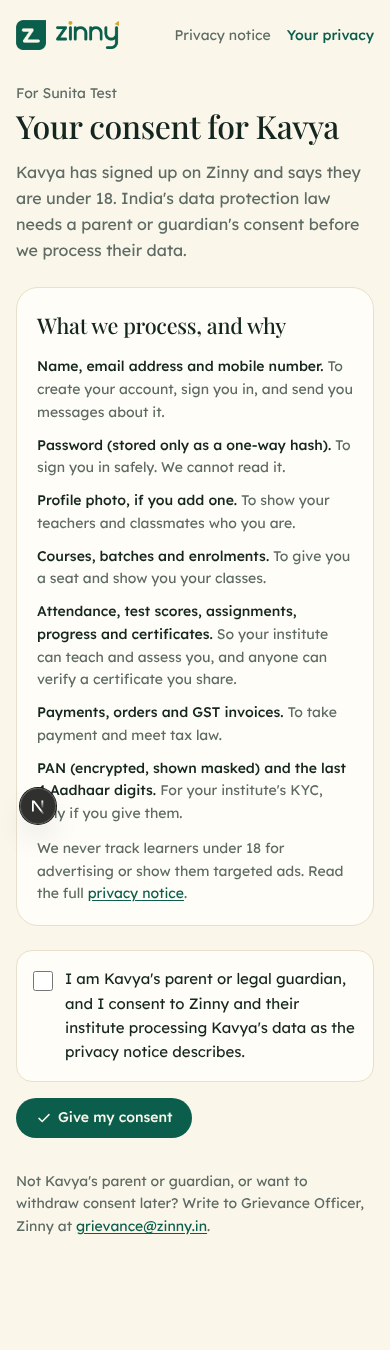 zinny
Privacy notice
Your privacy
For Sunita Test
Your consent for Kavya
Kavya has signed up on Zinny and says they
are under 18. India's data protection law
needs a parent or guardian's consent before
we process their data.
What we process, and why
Name, email address and mobile number. To
create your account, sign you in, and send you
messages about it.
Password (stored only as a one-way hash). To
sign you in safely. We cannot read it.
Profile photo, if you add one. To show your
teachers and classmates who you are.
Courses, batches and enrolments. To give you
a seat and show you your classes.
Attendance, test scores, assignments,
progress and certificates. So your institute
can teach and assess you, and anyone can
verify a certificate you share.
Payments, orders and GST invoices. To take
payment and meet tax law.
PAN (encrypted, shown masked) and the last
Aadhaar digits. For your institute's KYC,
N
if you give them.
We never track learners under 18 for
advertising or show them targeted ads. Read
the full privacy notice.
I am Kavya's parent or legal guardian,
and I consent to Zinny and their
institute processing Kavya's data as the
privacy notice describes.
Give my consent
Not Kavya's parent or guardian, or want to
withdraw consent later? Write to Grievance Officer,
Zinny at grievance@zinny.in.